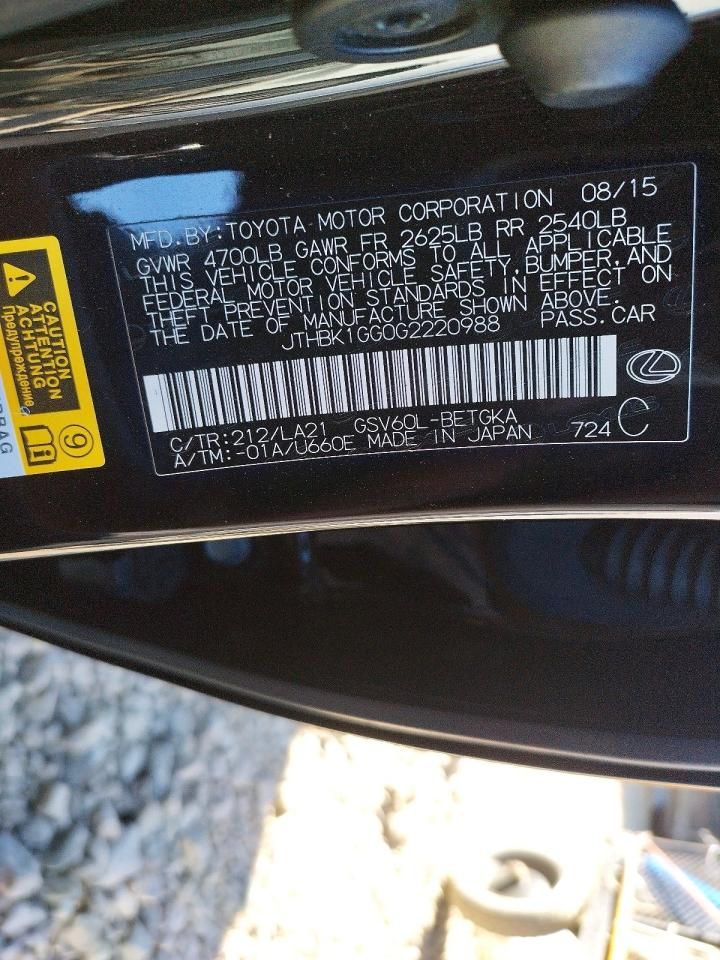 MFD.BY:TOYOTA MOTOR CORPORATION 08/15
GVWR 4700LB GAWR FR 2625LB RR 2540LB
THIS VEHICLE CONFORMS TO ALL APPLICABLE
FEDERAL MOTOR VEHICLE SAFETY,BUMPER,AND
THEFT PREVENTION STANDARDS IN EFFECT ON
THE DATE OF MANUFACTURE SHOWN ABOVE.
JTHBK1GG0G2220988 PASS.CAR
C/TR:212/LA21 GSV60L-BETGKA
A/TM:-01A/U660E MADE IN JAPAN 724 C
CAUTION
ATTENTION
ACHTUNG
Предупреждение
9
RBAG